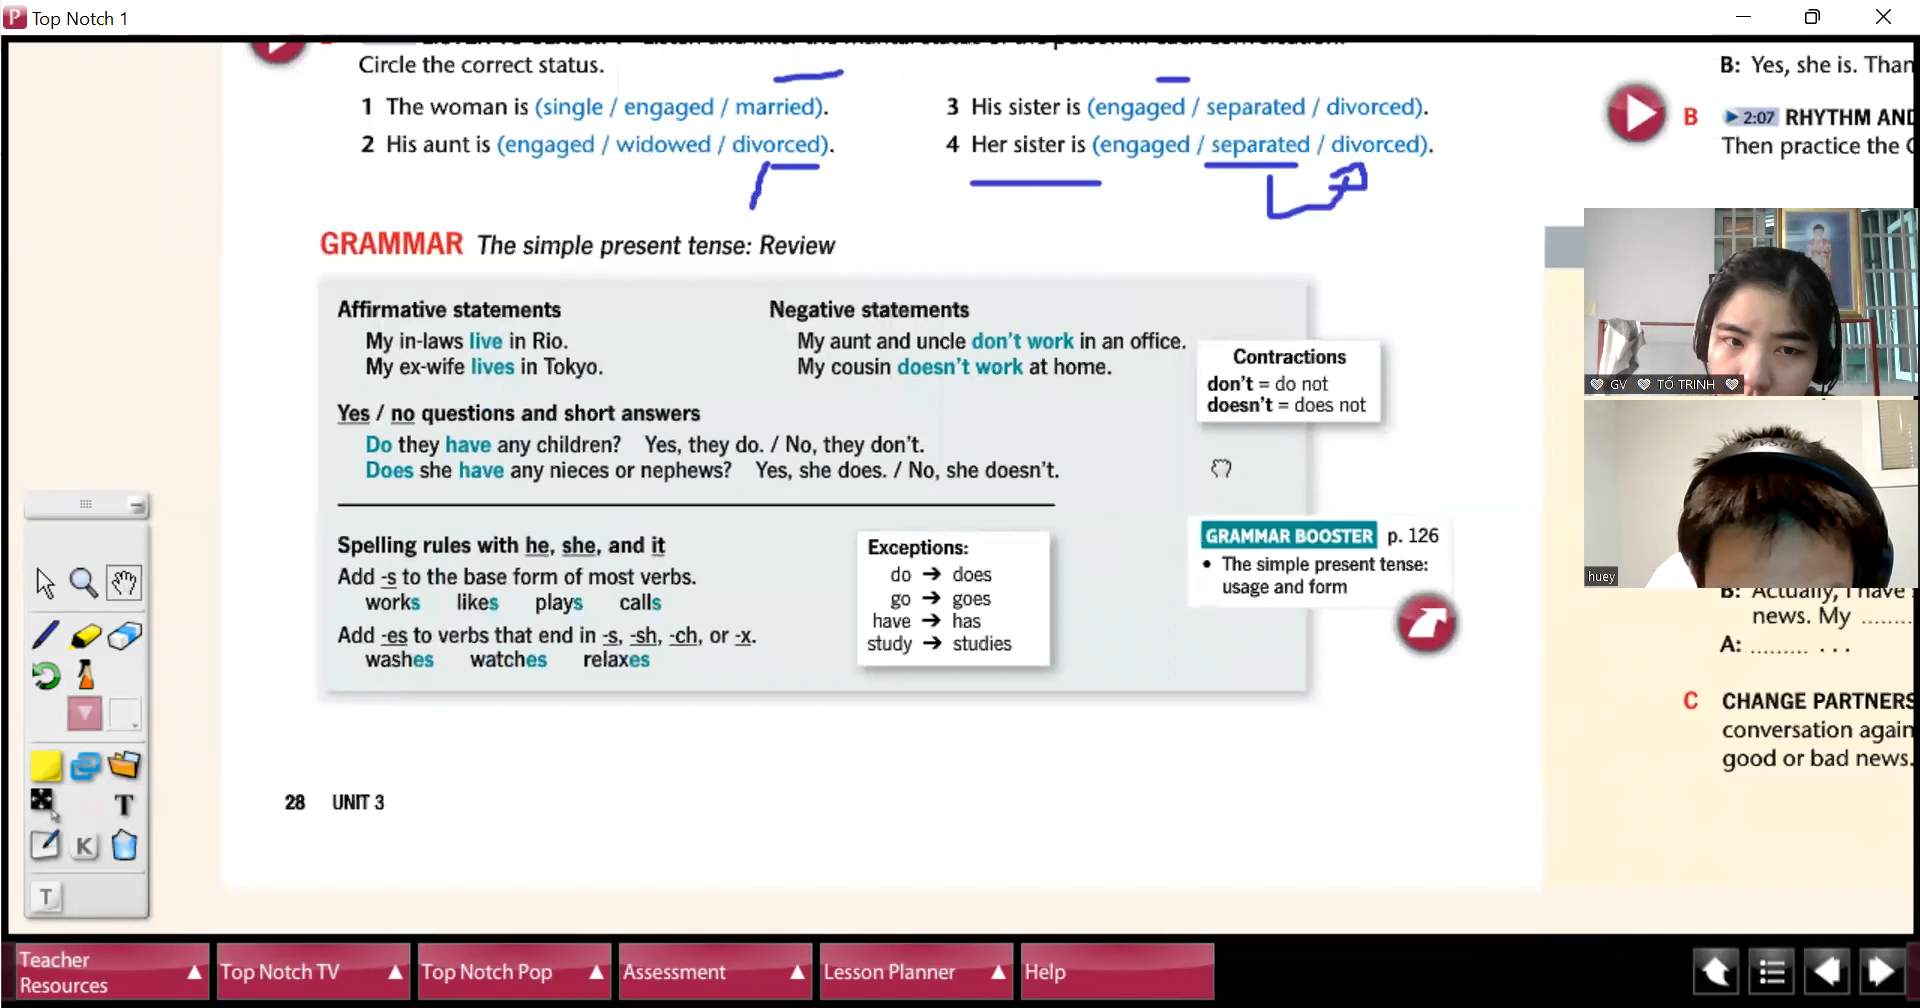 Top Notch 1
Circle the correct status.
1 The woman is (single / engaged / married).
2 His aunt is (engaged / widowed / divorced).
3 His sister is (engaged / separated / divorced).
4 Her sister is (engaged / separated / divorced).
GRAMMAR The simple present tense: Review
Affirmative statements
My in-laws live in Rio.
My ex-wife lives in Tokyo.
Negative statements
My aunt and uncle don't work in an office.
My cousin doesn't work at home.
Contractions
don't = do not
doesn't = does not
Yes / no questions and short answers
Do they have any children? Yes, they do. / No, they don't.
Does she have any nieces or nephews? Yes, she does. / No, she doesn't.
Spelling rules with he, she, and it
Add -s to the base form of most verbs.
works likes plays calls
Add -es to verbs that end in -s, -sh, -ch, or -x.
washes watches relaxes
Exceptions:
do → does
go → goes
have → has
study → studies
GRAMMAR BOOSTER p. 126
• The simple present tense:
usage and form
28 UNIT 3
B: Yes, she is. Than
B 2:07 RHYTHM AND
Then practice the
GV TỐ TRINH
huey
B: Actually, I have
news. My ........
A: ......... . . .
C CHANGE PARTNERS
conversation again
good or bad news.
T
K
T
Teacher
Resources
Top Notch TV
Top Notch Pop
Assessment
Lesson Planner
Help